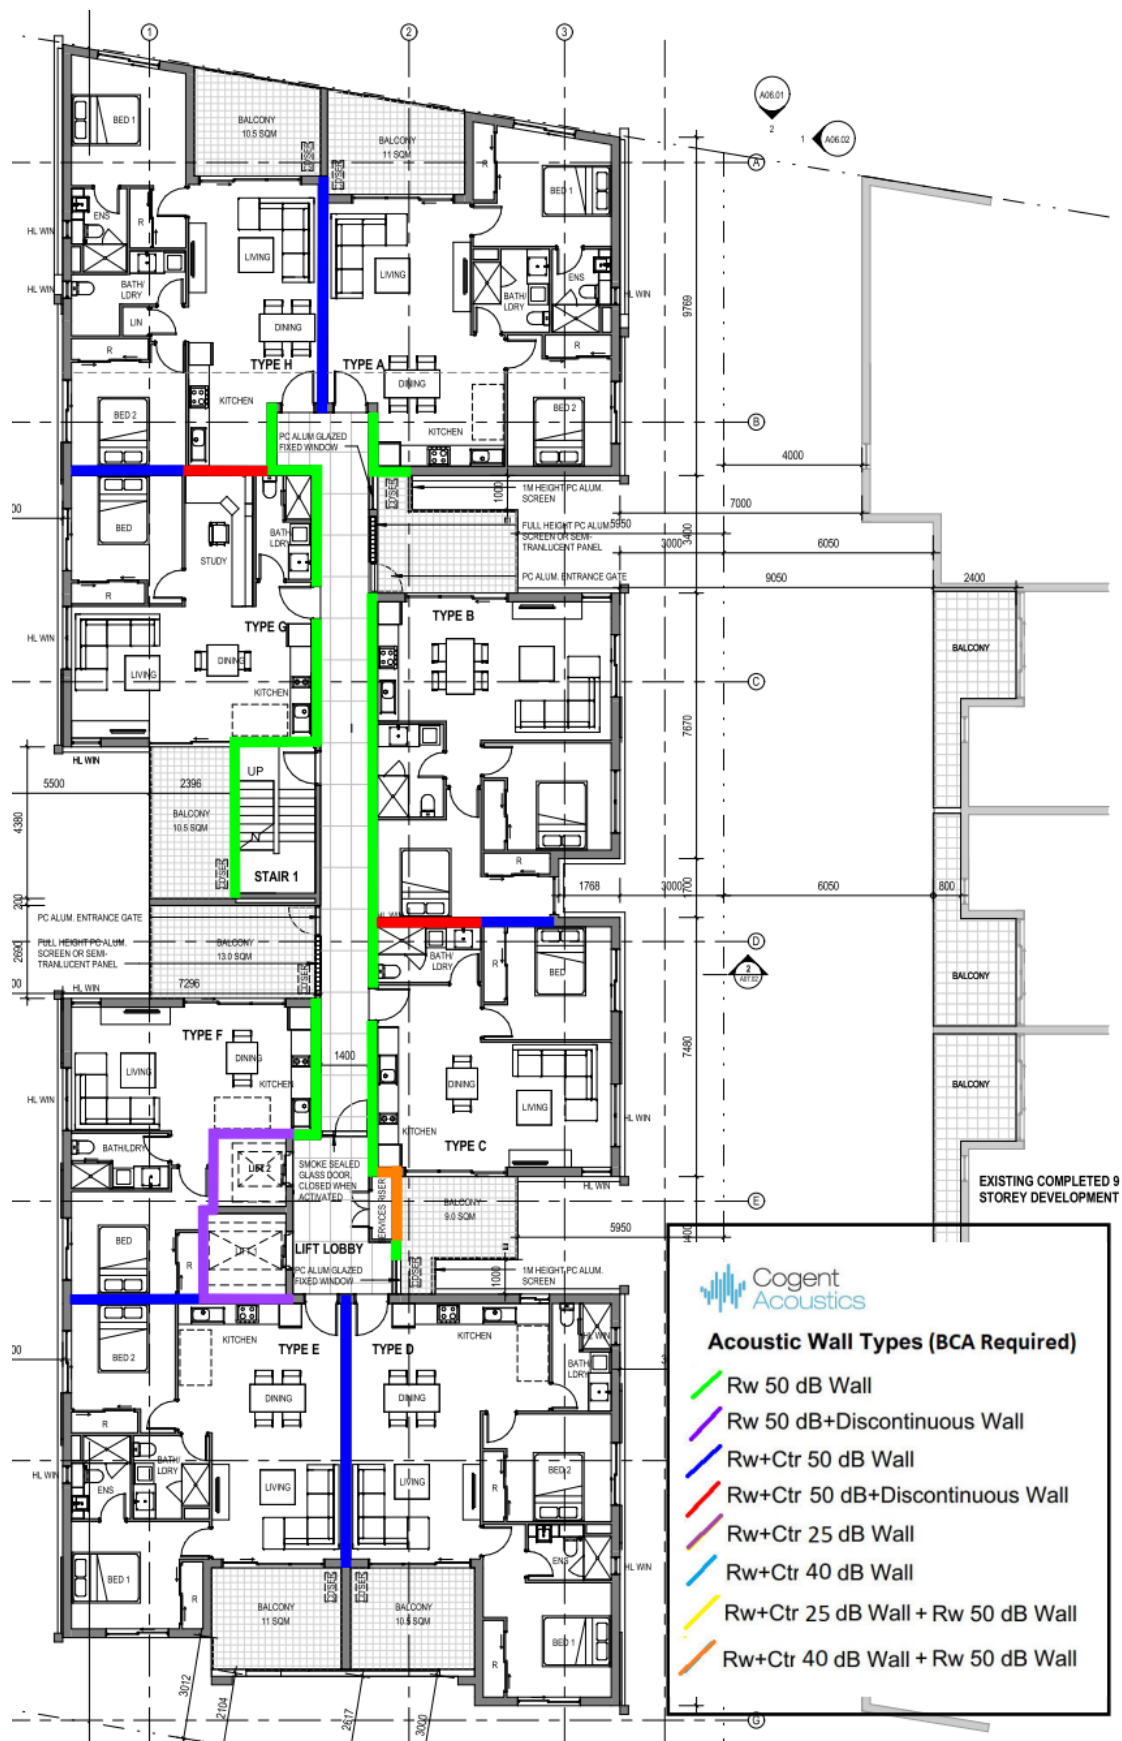 1
2
3
A06.01
2
1
A06.02
A
BED 1
BALCONY
10.5 SQM
BALCONY
11 SQM
R
BED 1
ENS
R
HL WIN
LIVING
LIVING
ENS
HL WIN
BATH/
LDRY
BATH/
LDRY
HL WIN
9769
LIN
DINING
R
TYPE H
TYPE A
R
DINING
KITCHEN
BED 2
BED 2
B
KITCHEN
PC ALUM GLAZED
FIXED WINDOW
4000
1000
1M HEIGHT PC ALUM.
SCREEN
7000
BED
BATH
LDRY
STUDY
FULL HEIGHT PC ALUM.
SCREEN OR SEMI-
TRANLUCENT PANEL
5950
3400
3000
6050
PC ALUM. ENTRANCE GATE
9050
2400
R
TYPE G
TYPE B
HL WIN
DINING
LIVING
BALCONY
C
KITCHEN
7670
HL WIN
UP
5500
2396
4380
BALCONY
10.5 SQM
STAIR 1
R
1768
3000
6050
800
1700
200
PC ALUM. ENTRANCE GATE
FULL HEIGHT PC ALUM.
SCREEN OR SEMI-
TRANLUCENT PANEL
2690
BALCONY
13.0 SQM
HL WIN
BATH/
LDRY
R
BED
D
2
BALCONY
7296
HL WIN
TYPE F
DINING
1400
7480
LIVING
KITCHEN
DINING
BALCONY
HL WIN
LIVING
HL WIN
KITCHEN
TYPE C
BATH/LDRY
LIFT 2
SMOKE SEALED
GLASS DOOR,
CLOSED WHEN
ACTIVATED
SERVICES RISER
BALCONY
9.0 SQM
HL WIN
E
EXISTING COMPLETED 9
STOREY DEVELOPMENT
5950
BED
R
LIFT LOBBY
PC ALUM GLAZED
FIXED WINDOW
1000
1M HEIGHT PC ALUM.
SCREEN
KITCHEN
TYPE E
TYPE D
KITCHEN
HL WIN
BED 2
BATH/
LDRY
DINING
DINING
R
BATH/
LDRY
HL WIN
ENS
LIVING
LIVING
BED 2
R
BED 1
ENS
HL WIN
R
BALCONY
11 SQM
BALCONY
10.5 SQM
R
BED 1
3012
2104
2617
3000
G
Cogent
Acoustics
Acoustic Wall Types (BCA Required)
Rw 50 dB Wall
Rw 50 dB+Discontinuous Wall
Rw+Ctr 50 dB Wall
Rw+Ctr 50 dB+Discontinuous Wall
Rw+Ctr 25 dB Wall
Rw+Ctr 40 dB Wall
Rw+Ctr 25 dB Wall + Rw 50 dB Wall
Rw+Ctr 40 dB Wall + Rw 50 dB Wall